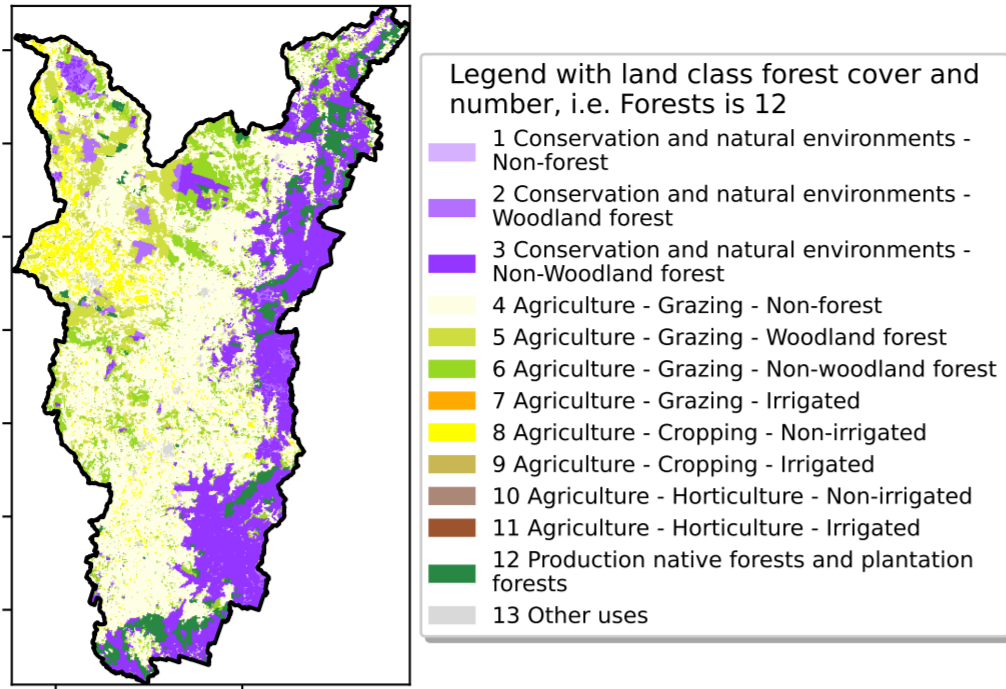 Legend with land class forest cover and
number, i.e. Forests is 12
1 Conservation and natural environments -
Non-forest
2 Conservation and natural environments -
Woodland forest
3 Conservation and natural environments -
Non-Woodland forest
4 Agriculture - Grazing - Non-forest
5 Agriculture - Grazing - Woodland forest
6 Agriculture - Grazing - Non-woodland forest
7 Agriculture - Grazing - Irrigated
8 Agriculture - Cropping - Non-irrigated
9 Agriculture - Cropping - Irrigated
10 Agriculture - Horticulture - Non-irrigated
11 Agriculture - Horticulture - Irrigated
12 Production native forests and plantation
forests
13 Other uses